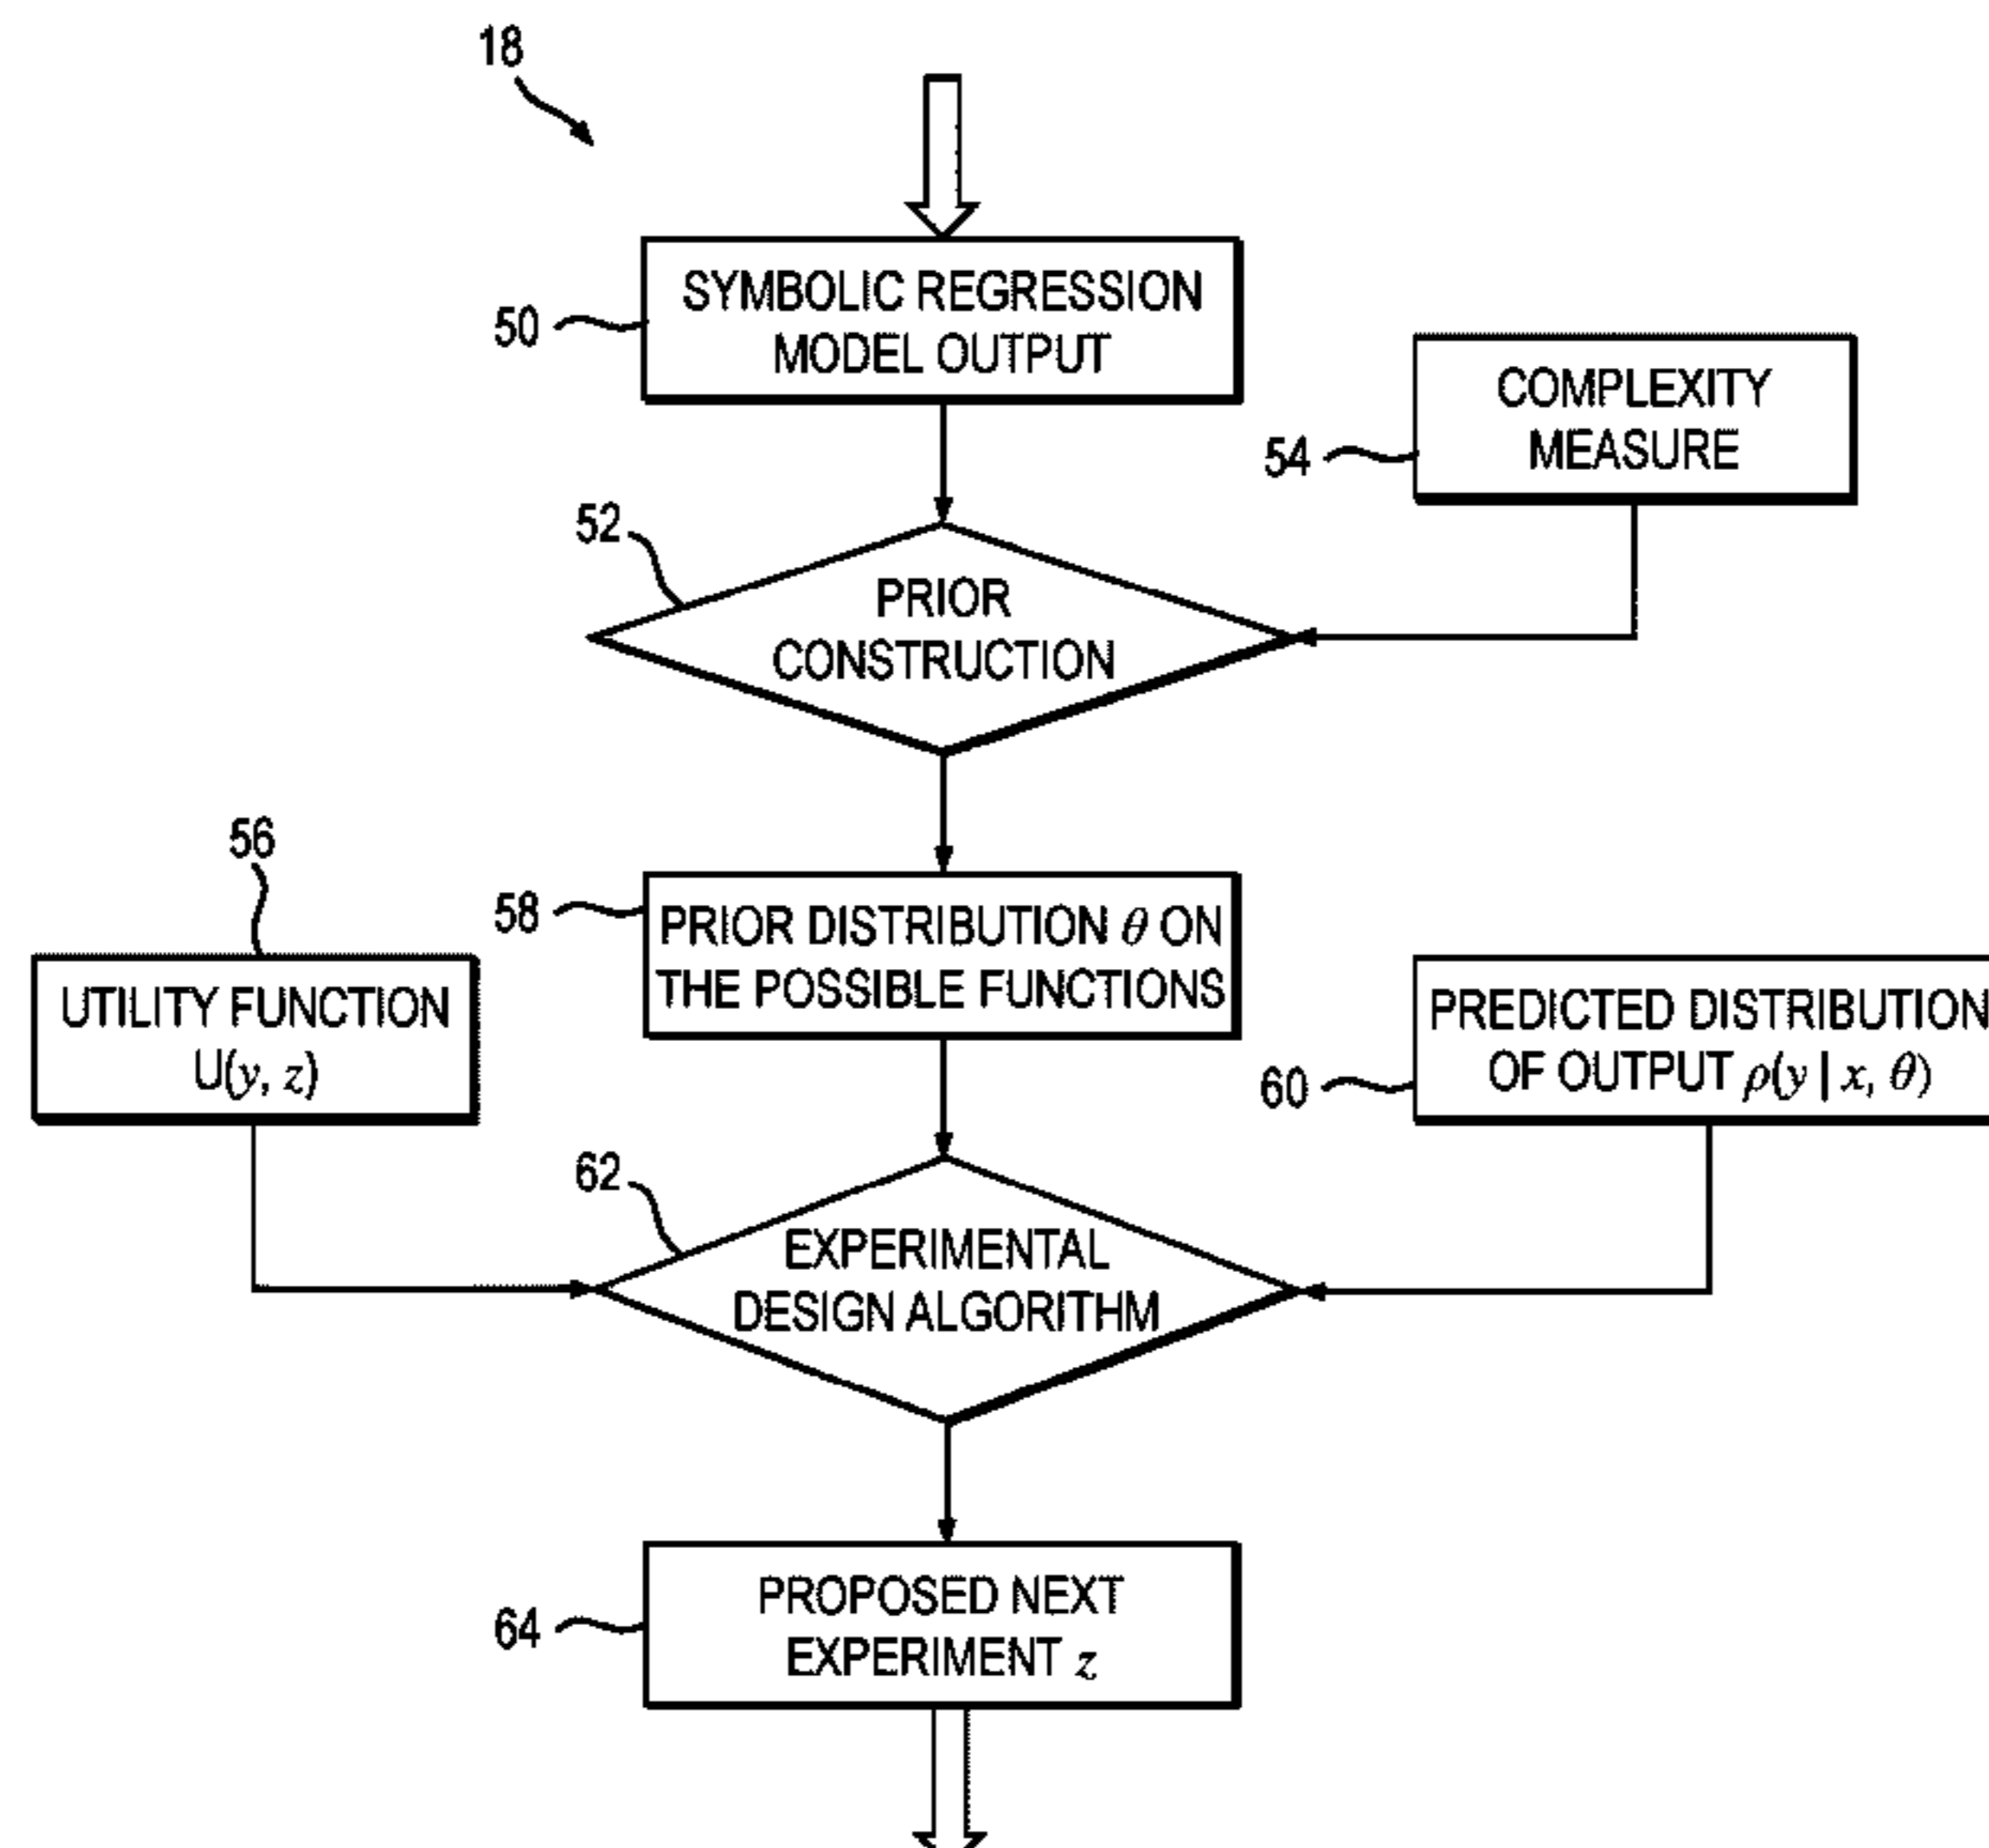 18
SYMBOLIC REGRESSION
MODEL OUTPUT
50
COMPLEXITY
MEASURE
54
52
PRIOR
CONSTRUCTION
56
58
PRIOR DISTRIBUTION θ ON
THE POSSIBLE FUNCTIONS
UTILITY FUNCTION
U(y, z)
PREDICTED DISTRIBUTION
OF OUTPUT ρ(y | x, θ)
60
62
EXPERIMENTAL
DESIGN ALGORITHM
PROPOSED NEXT
EXPERIMENT z
64